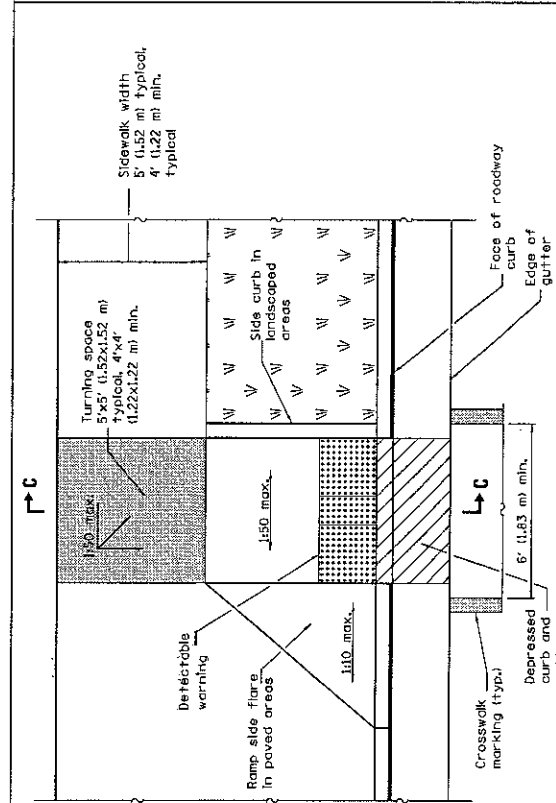 Sidewalk width
5' (1.52 m) typical,
4' (1.22 m) min.
typical
Turning space
5'x5' (1.52x1.52 m)
typical, 4'x4'
(1.22x1.22 m) min.
1:50 max.
C
Side curb in
landscaped
areas
Face of roadway
curb
Edge of
gutter
1:50 max.
C
6' (1.83 m) min.
Detectable
warning
Ramp side flare
in paved areas
1:10 max.
Crosswalk
marking (typ.)
Depressed
curb and